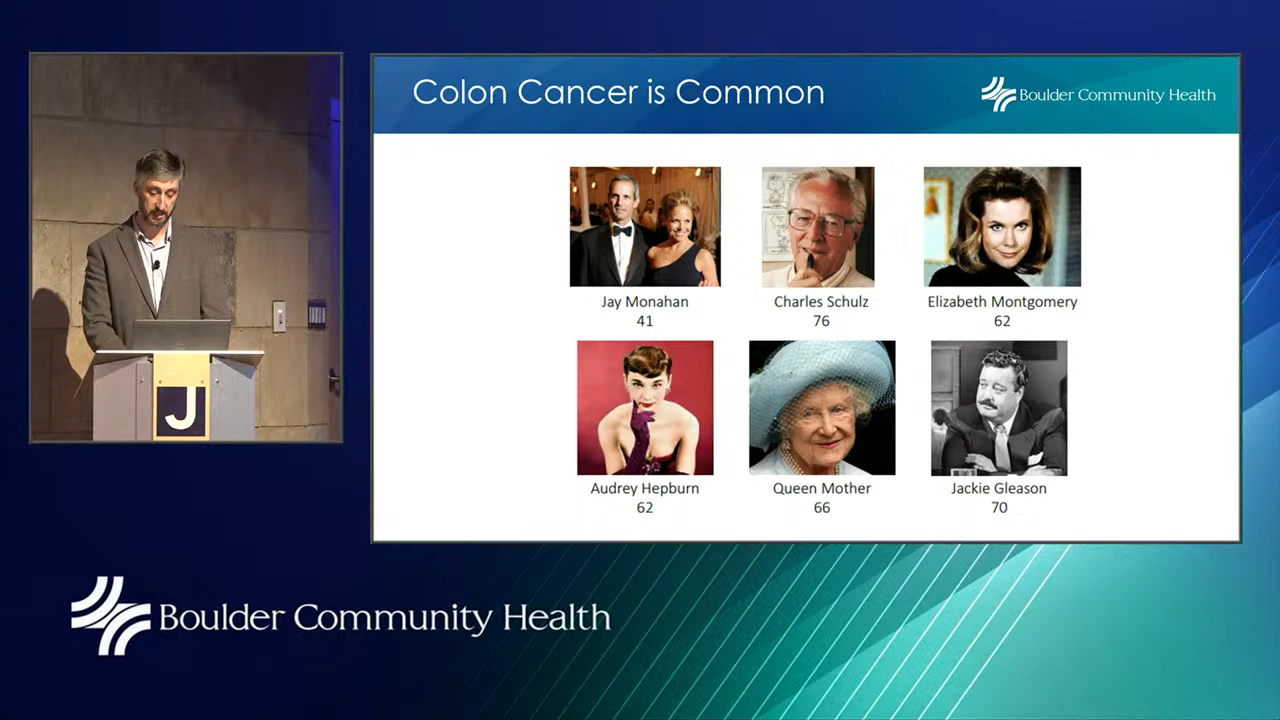 Colon Cancer is Common
Boulder Community Health
Jay Monahan
41
Charles Schulz
76
Elizabeth Montgomery
62
Audrey Hepburn
62
Queen Mother
66
Jackie Gleason
70
J
Boulder Community Health